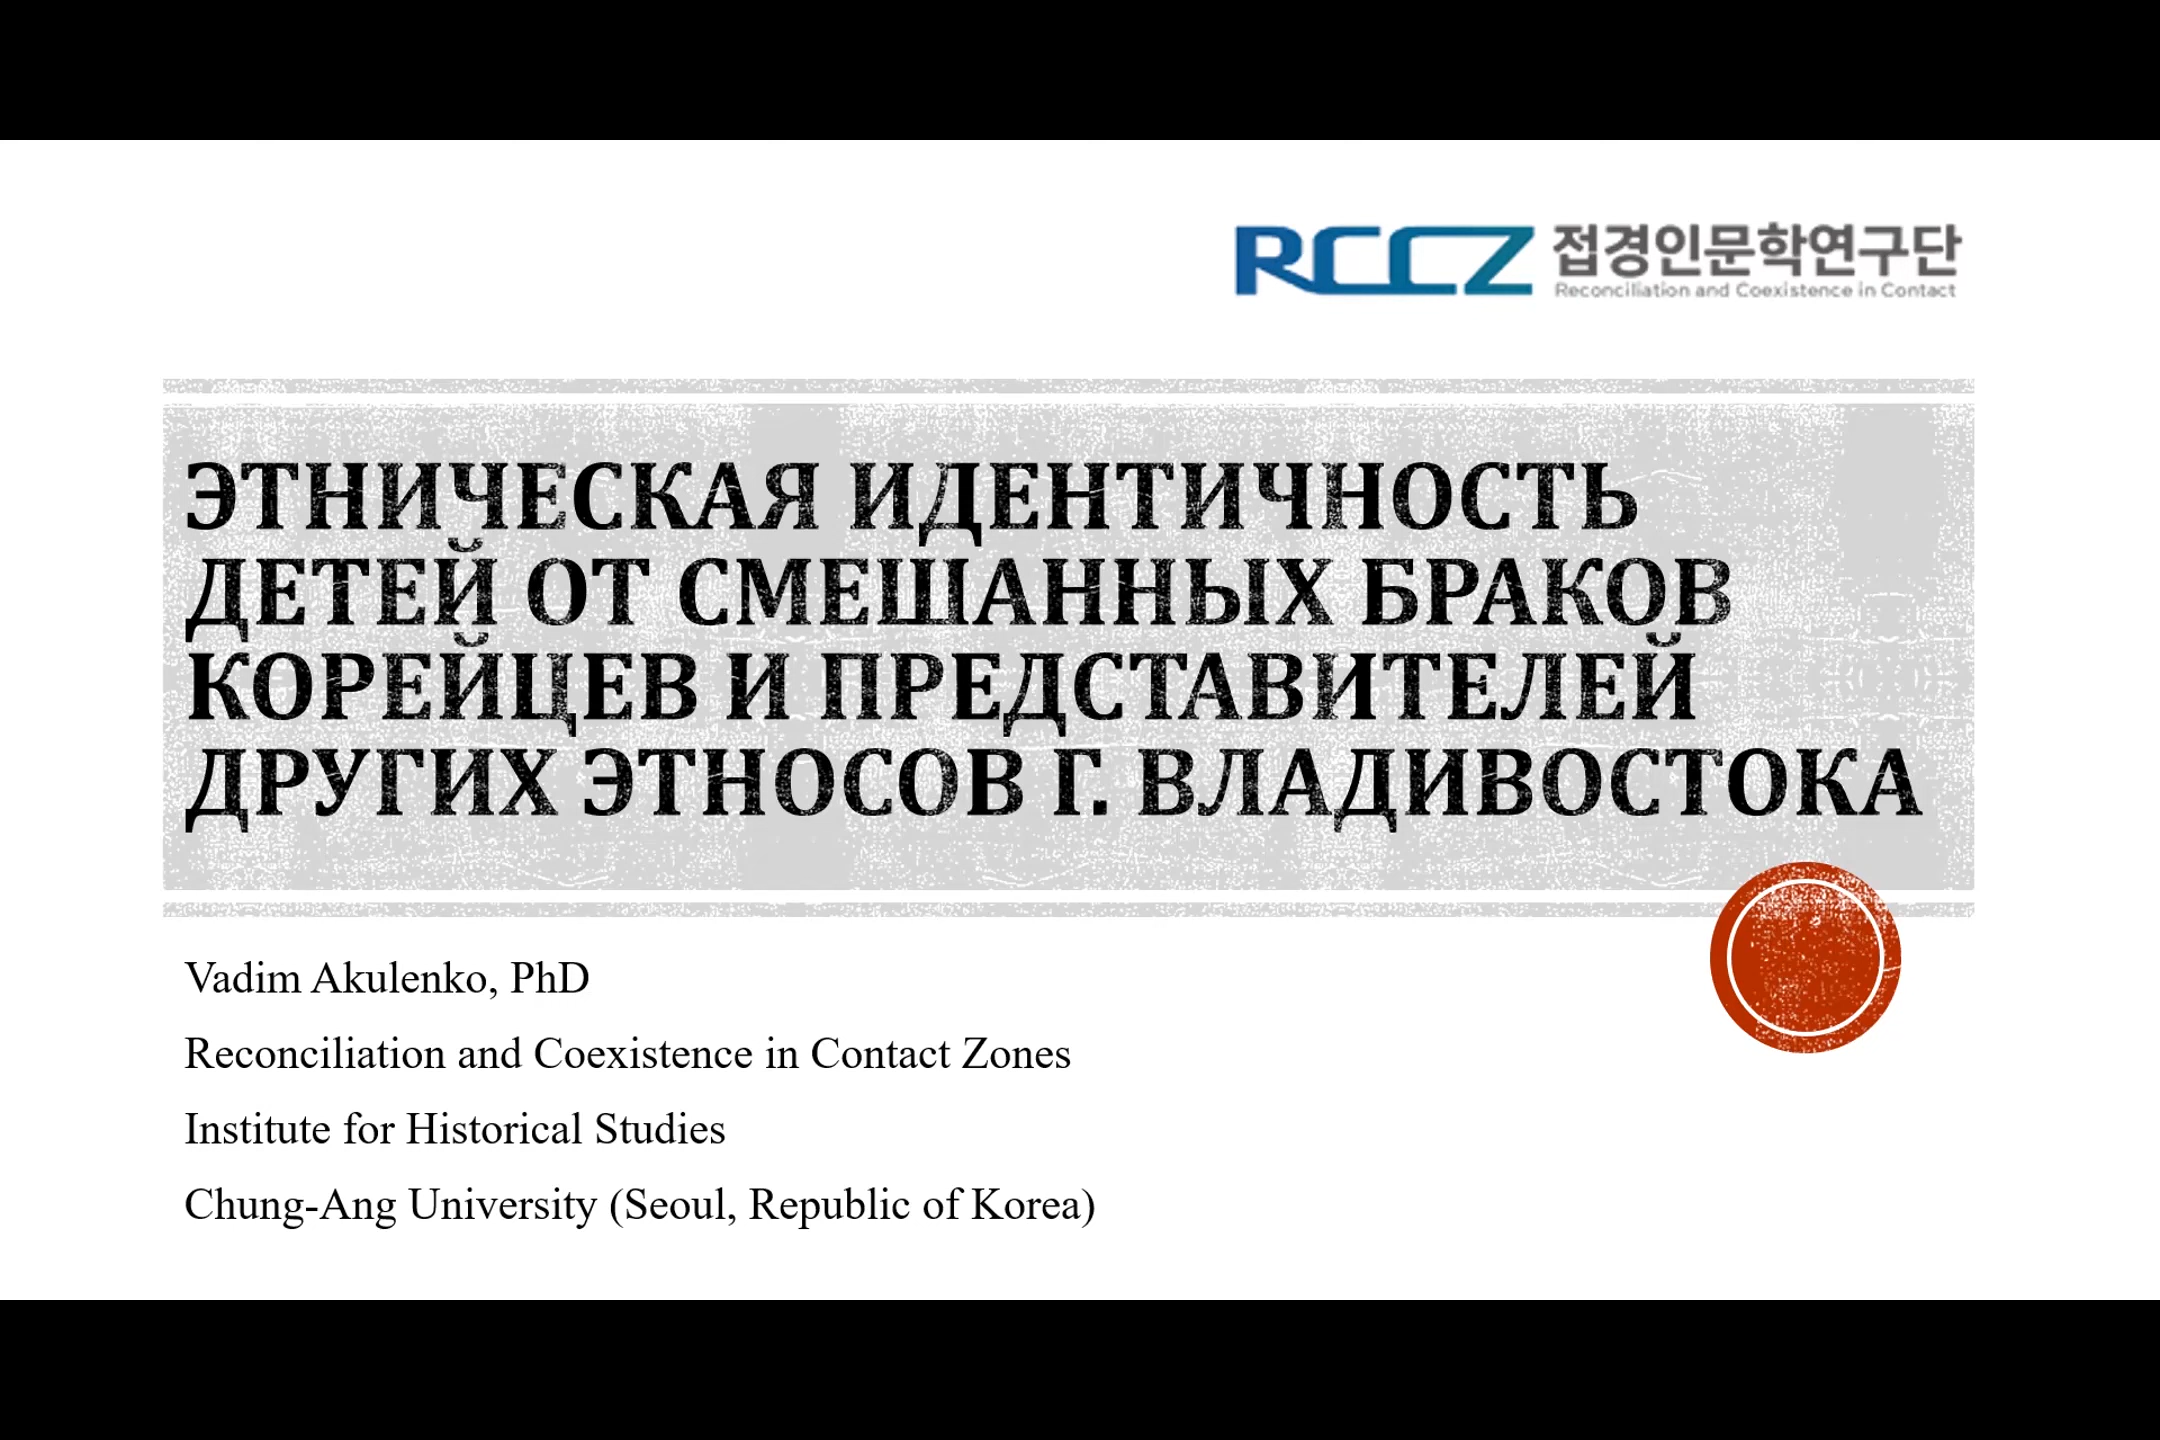 RCCZ 접경인문학연구단
Reconciliation and Coexistence in Contact
ЭТНИЧЕСКАЯ ИДЕНТИЧНОСТЬ
ДЕТЕЙ ОТ СМЕШАННЫХ БРАКОВ
КОРЕЙЦЕВ И ПРЕДСТАВИТЕЛЕЙ
ДРУГИХ ЭТНОСОВ Г. ВЛАДИВОСТОКА
Vadim Akulenko, PhD
Reconciliation and Coexistence in Contact Zones
Institute for Historical Studies
Chung-Ang University (Seoul, Republic of Korea)